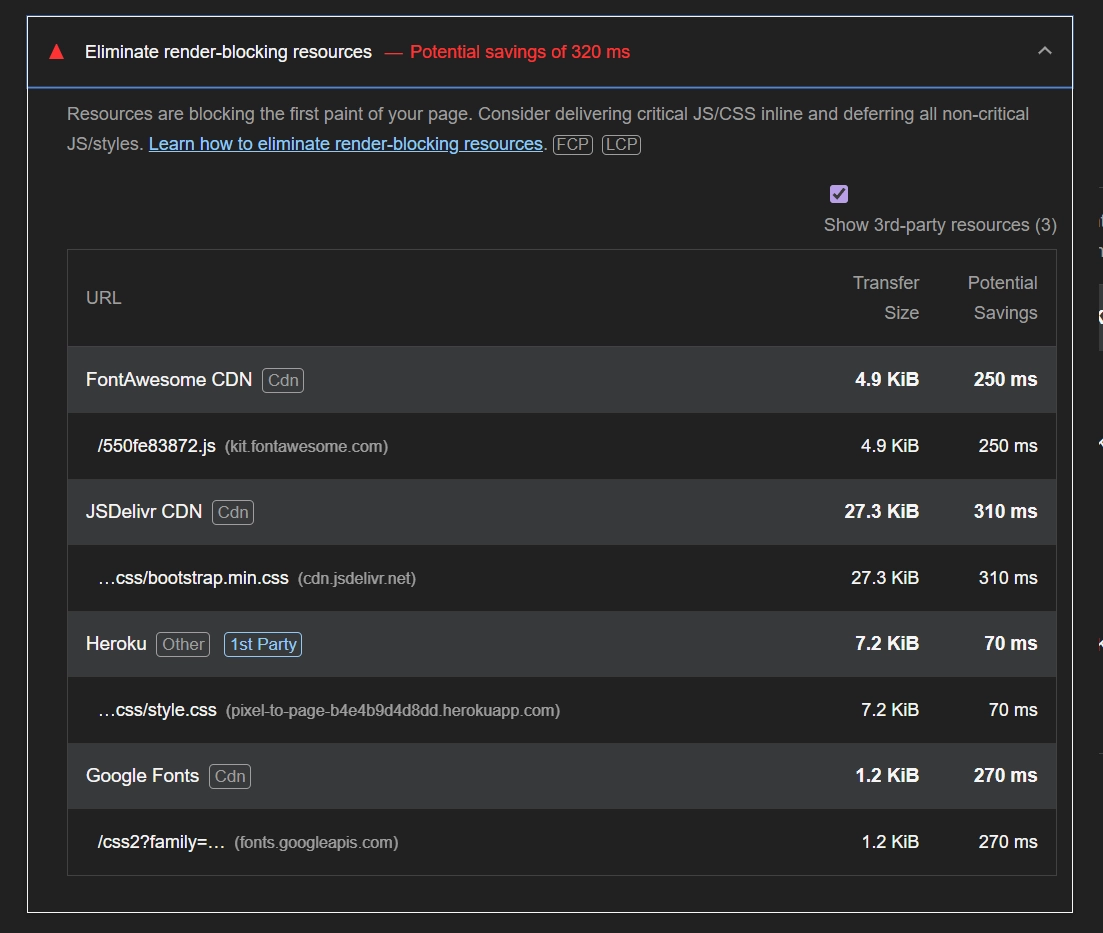 Eliminate render-blocking resources — Potential savings of 320 ms
Resources are blocking the first paint of your page. Consider delivering critical JS/CSS inline and deferring all non-critical
JS/styles. Learn how to eliminate render-blocking resources. FCP LCP
Show 3rd-party resources (3)
URL
Transfer Size
Potential Savings
FontAwesome CDN Cdn 4.9 KiB 250 ms
/550fe83872.js (kit.fontawesome.com) 4.9 KiB 250 ms
JSDelivr CDN Cdn 27.3 KiB 310 ms
…css/bootstrap.min.css (cdn.jsdelivr.net) 27.3 KiB 310 ms
Heroku Other 1st Party 7.2 KiB 70 ms
…css/style.css (pixel-to-page-b4e4b9d4d8dd.herokuapp.com) 7.2 KiB 70 ms
Google Fonts Cdn 1.2 KiB 270 ms
/css2?family=… (fonts.googleapis.com) 1.2 KiB 270 ms